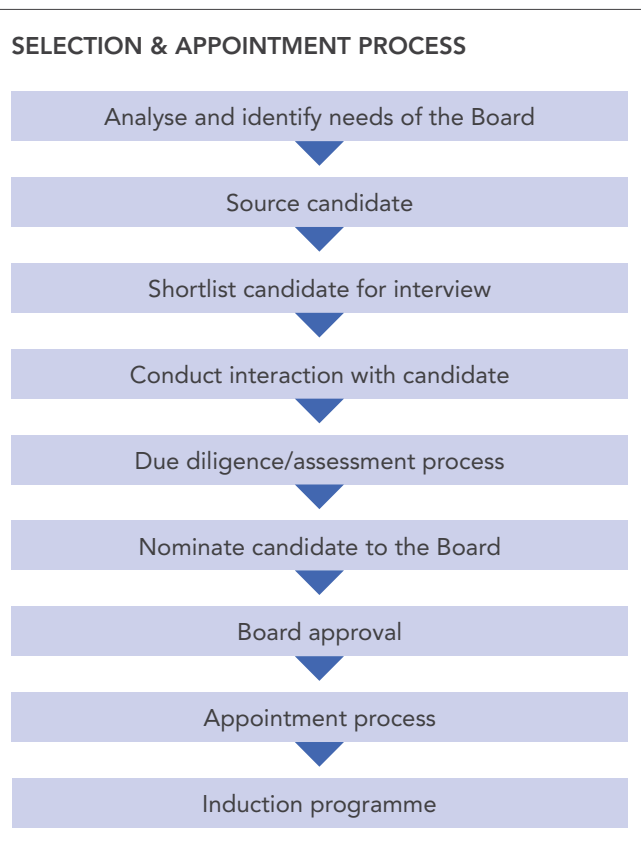 SELECTION & APPOINTMENT PROCESS
Analyse and identify needs of the Board
Source candidate
Shortlist candidate for interview
Conduct interaction with candidate
Due diligence/assessment process
Nominate candidate to the Board
Board approval
Appointment process
Induction programme